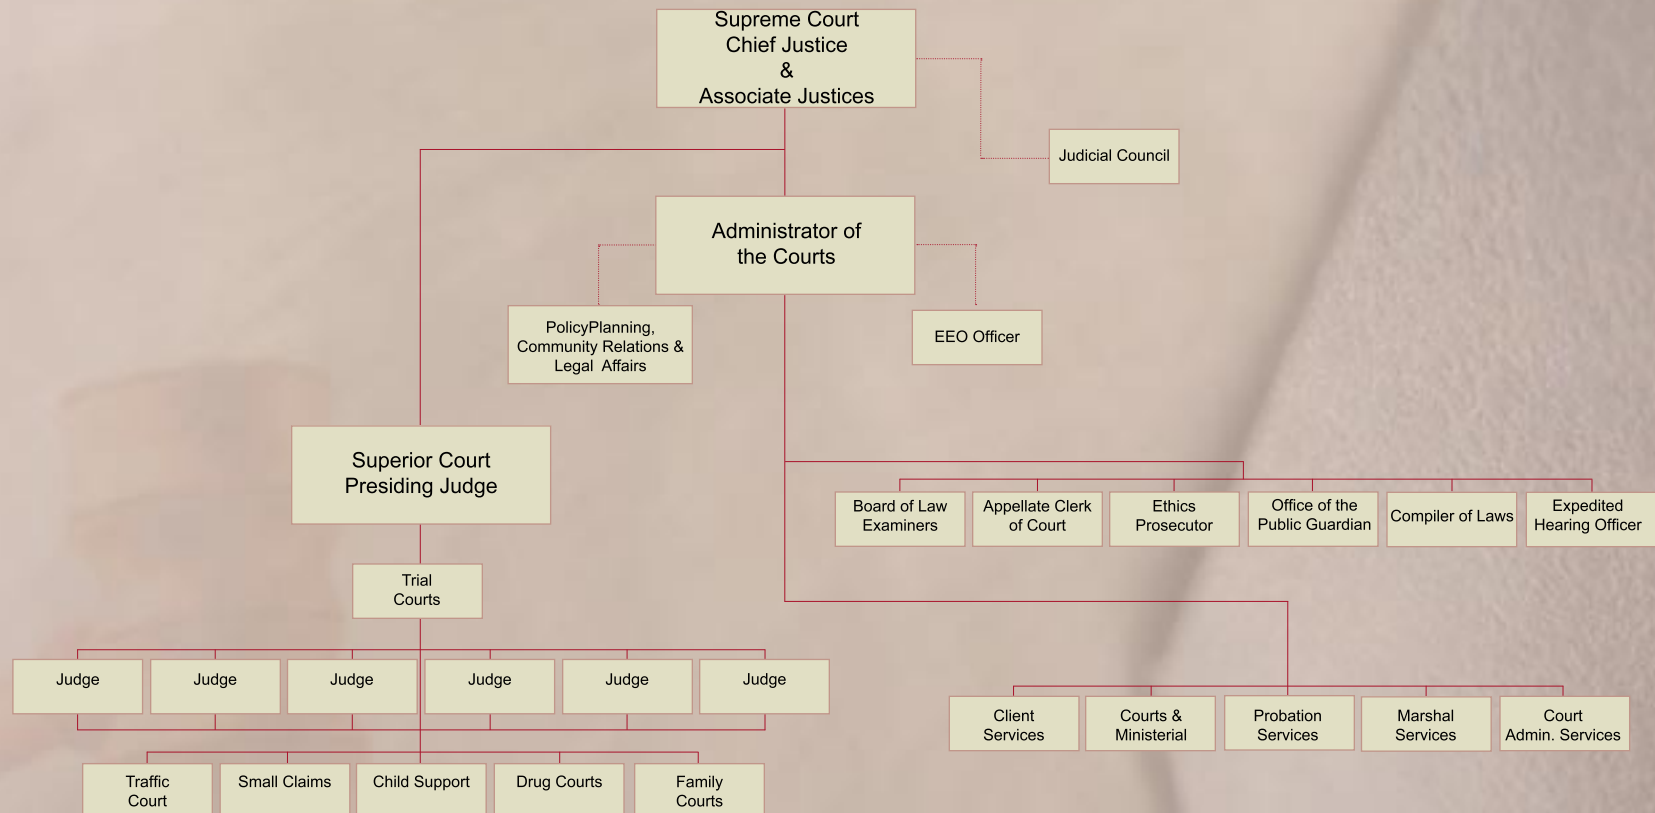 Supreme Court
Chief Justice
&
Associate Justices
Judicial Council
Administrator of
the Courts
PolicyPlanning,
Community Relations &
Legal Affairs
EEO Officer
Superior Court
Presiding Judge
Board of Law
Examiners
Appellate Clerk
of Court
Ethics
Prosecutor
Office of the
Public Guardian
Compiler of Laws
Expedited
Hearing Officer
Trial
Courts
Judge
Judge
Judge
Judge
Judge
Judge
Client
Services
Courts &
Ministerial
Probation
Services
Marshal
Services
Court
Admin. Services
Traffic
Court
Small Claims
Child Support
Drug Courts
Family
Courts